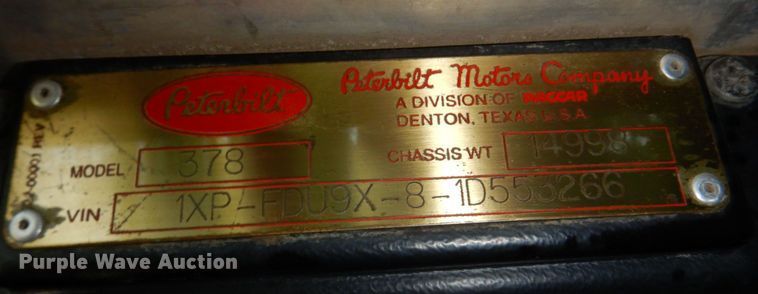 Peterbilt
Peterbilt Motors Company
A DIVISION OF PACCAR
DENTON, TEXAS U.S.A.
MODEL 378
CHASSIS WT 14998
VIN 1XP-FDU9X-8-1D553266
Purple Wave Auction